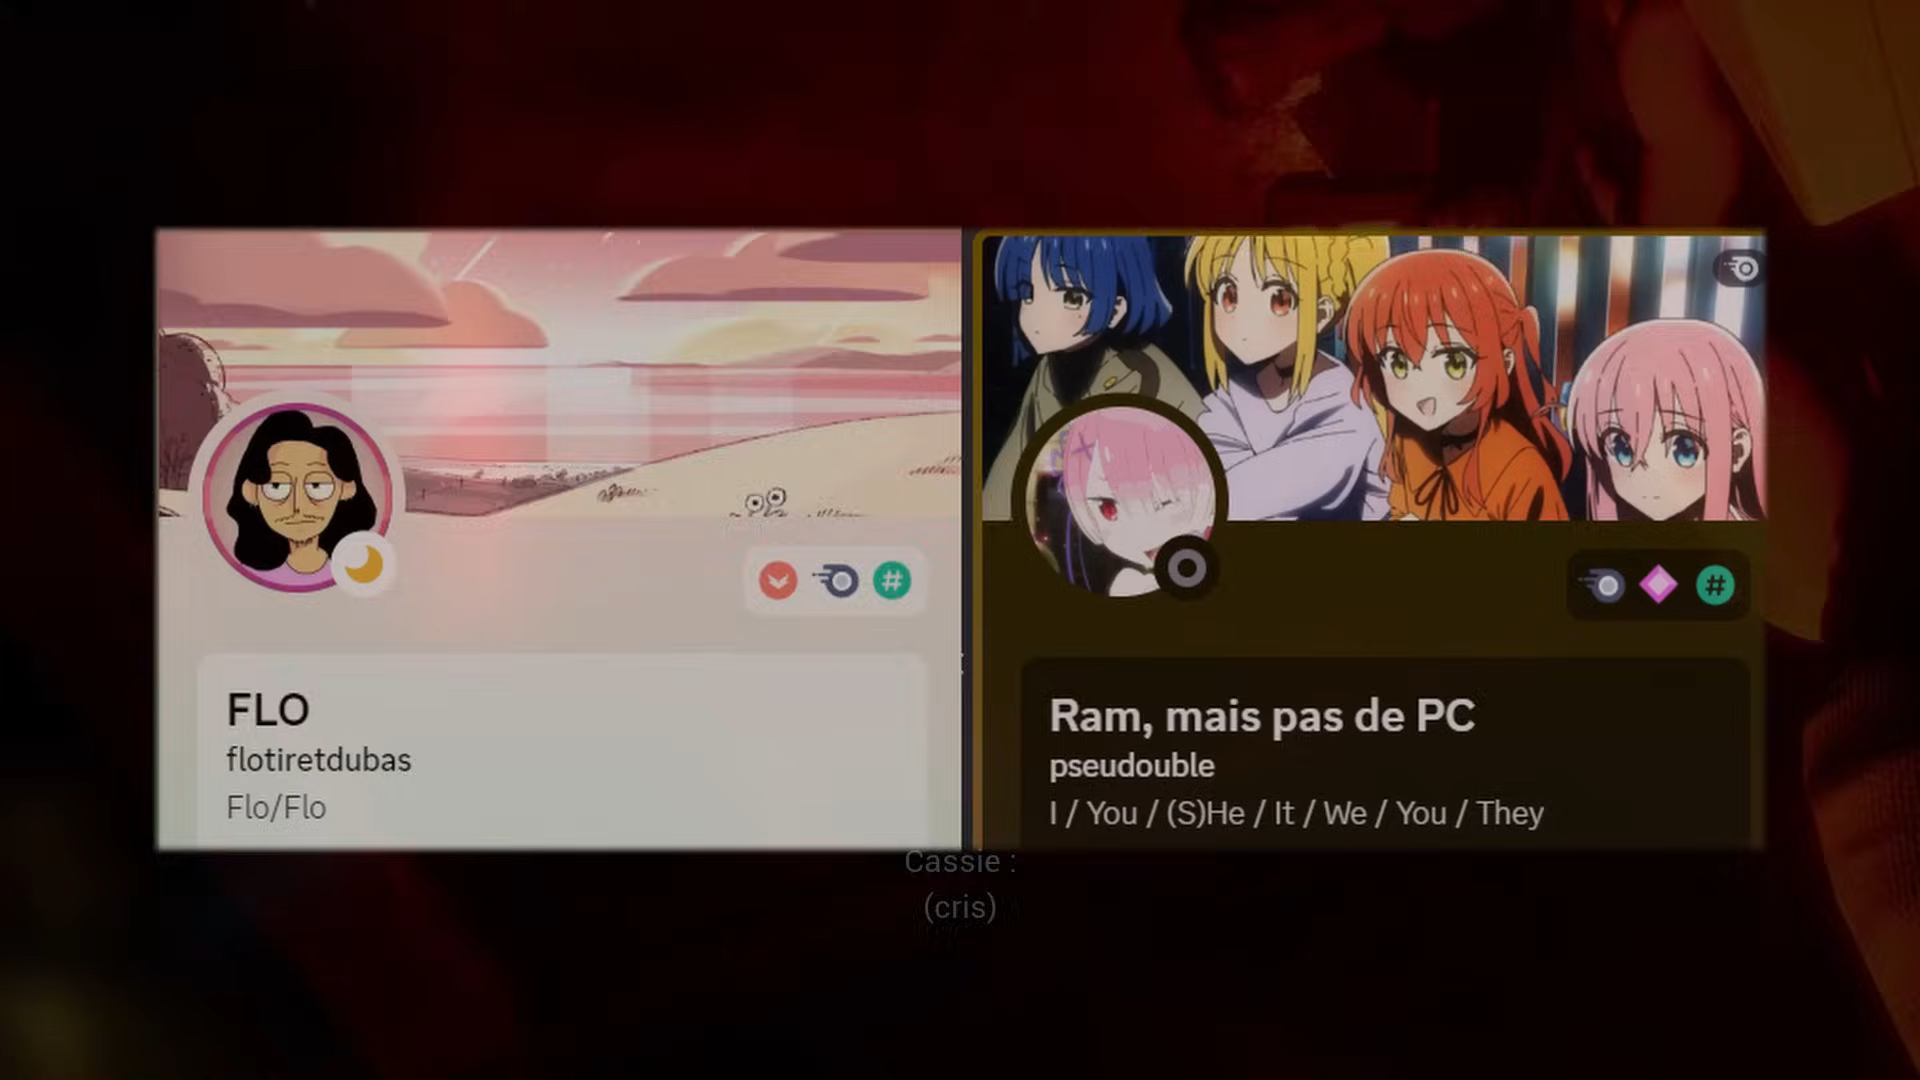 FLO
flotiretdubas
Flo/Flo
Ram, mais pas de PC
pseudouble
I / You / (S)He / It / We / You / They
Cassie :
(cris)